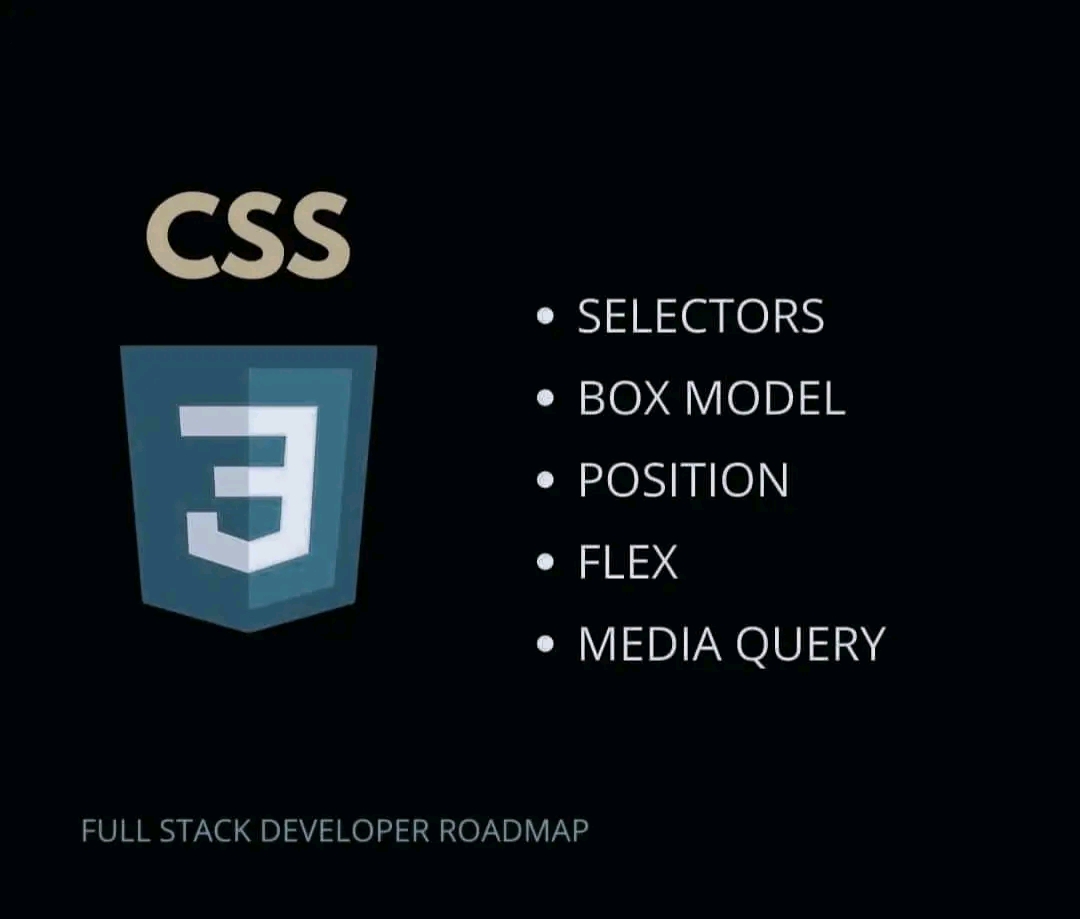 CSS
3
• SELECTORS
• BOX MODEL
• POSITION
• FLEX
• MEDIA QUERY
FULL STACK DEVELOPER ROADMAP